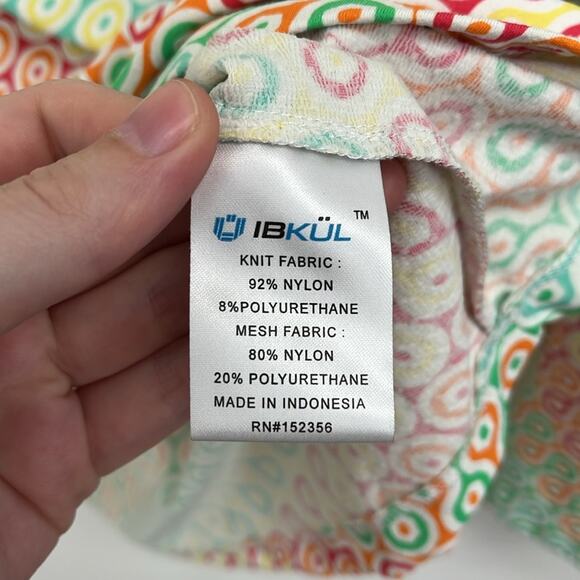 IBKÜL™
KNIT FABRIC :
92% NYLON
8%POLYURETHANE
MESH FABRIC :
80% NYLON
20% POLYURETHANE
MADE IN INDONESIA
RN#152356